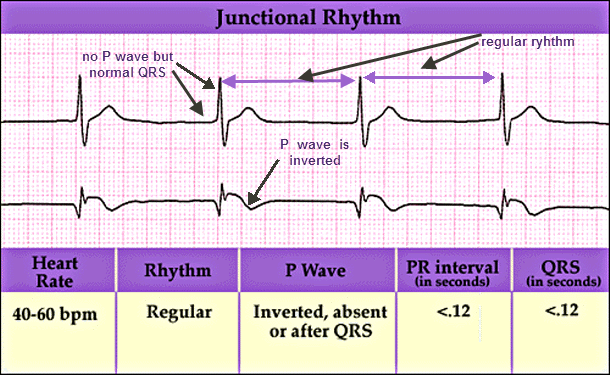 Junctional Rhythm
no P wave but
normal QRS
regular ryhthm
P wave is
inverted
Heart
Rate
Rhythm
P Wave
PR interval
(in seconds)
QRS
(in seconds)
40-60 bpm
Regular
Inverted, absent
or after QRS
<.12
<.12